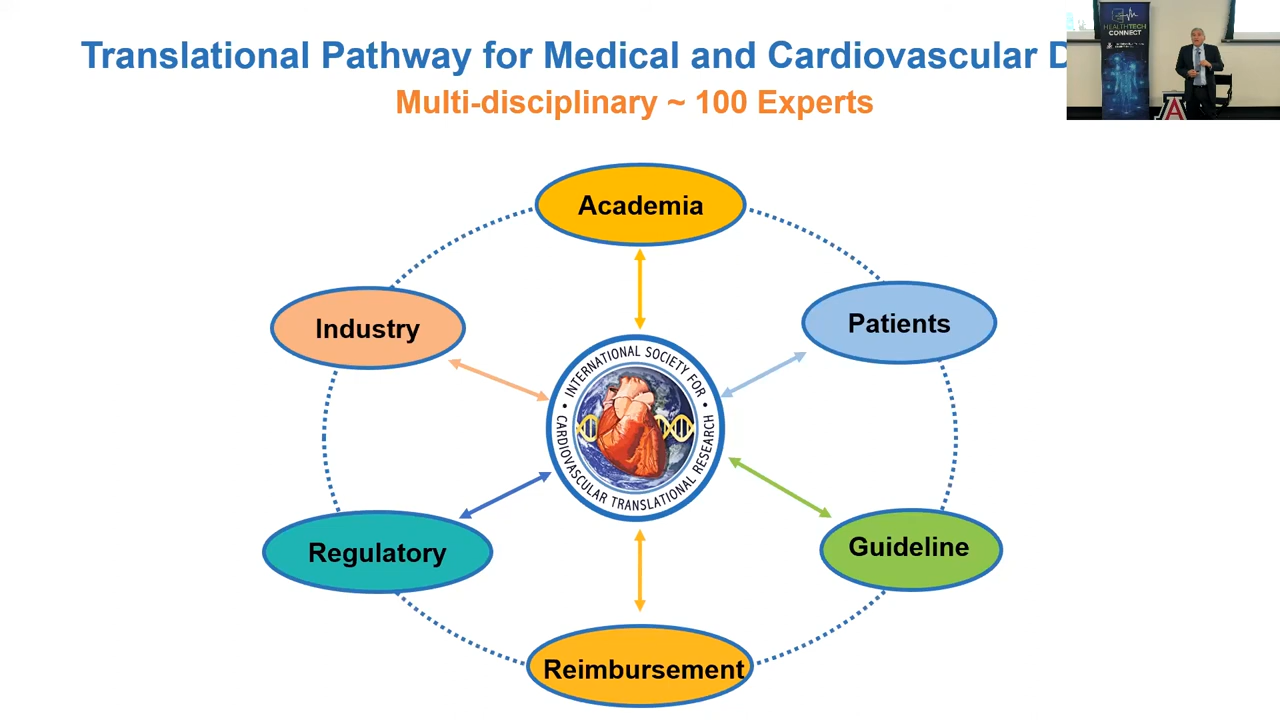 Translational Pathway for Medical and Cardiovascular D
Multi-disciplinary ~ 100 Experts
HEALTHTECH
CONNECT
A
Academia
Industry
Patients
INTERNATIONAL SOCIETY FOR
CARDIOVASCULAR TRANSLATIONAL RESEARCH
Regulatory
Guideline
Reimbursement